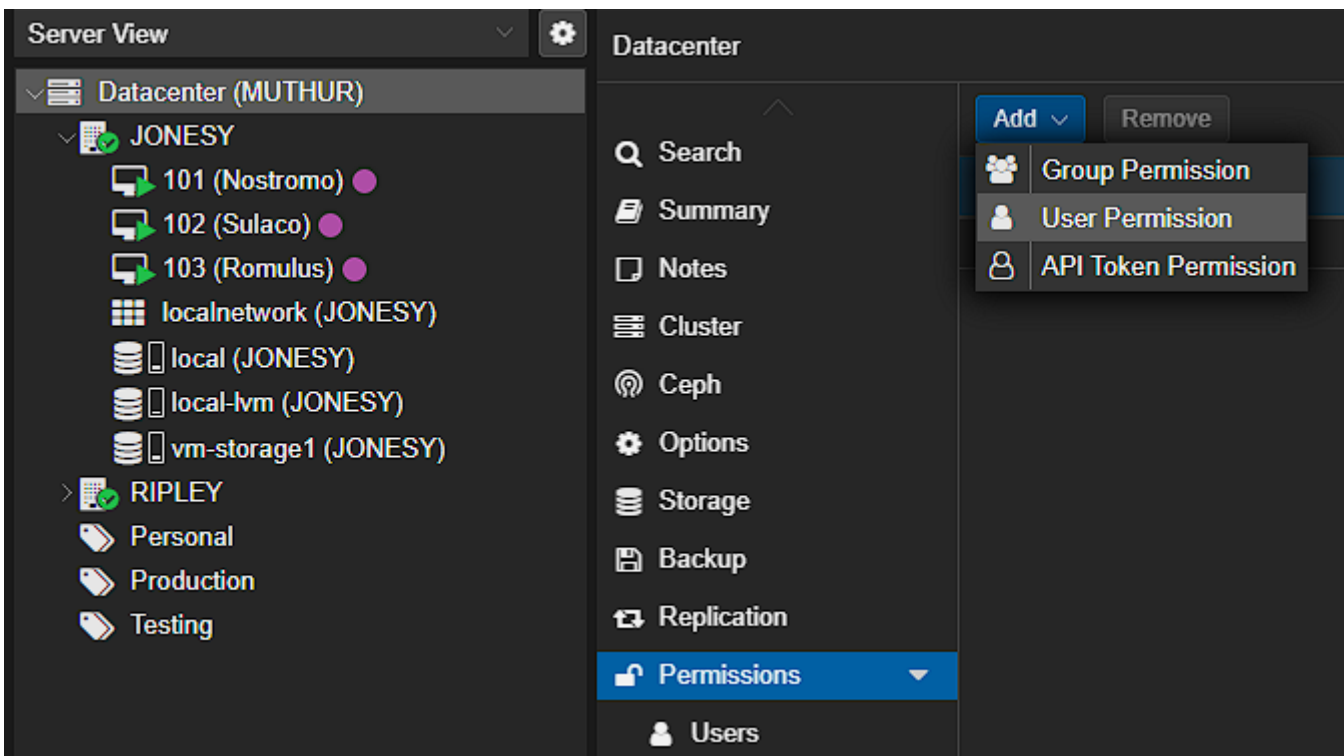 Server View
Datacenter (MUTHUR)
JONESY
101 (Nostromo)
102 (Sulaco)
103 (Romulus)
localnetwork (JONESY)
local (JONESY)
local-lvm (JONESY)
vm-storage1 (JONESY)
RIPLEY
Personal
Production
Testing
Datacenter
Search
Summary
Notes
Cluster
Ceph
Options
Storage
Backup
Replication
Permissions
Users
Add
Remove
Group Permission
User Permission
API Token Permission